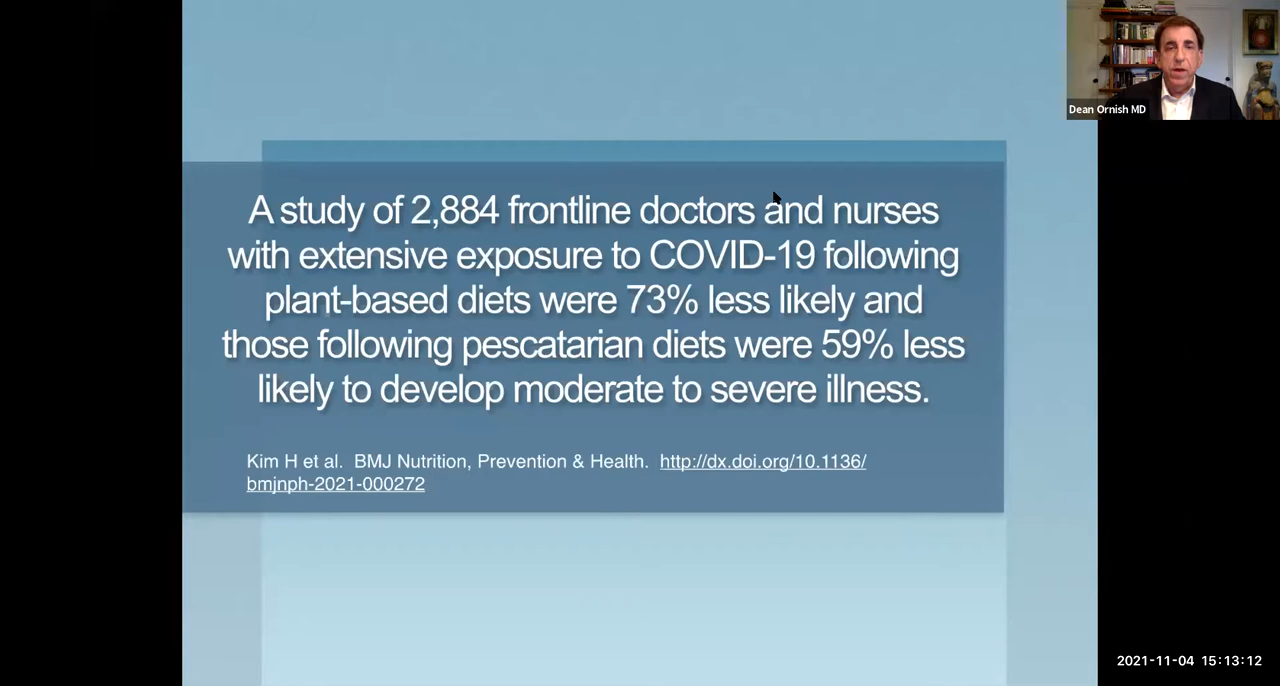 Dean Ornish MD
A study of 2,884 frontline doctors and nurses
with extensive exposure to COVID-19 following
plant-based diets were 73% less likely and
those following pescatarian diets were 59% less
likely to develop moderate to severe illness.
Kim H et al.  BMJ Nutrition, Prevention & Health.  http://dx.doi.org/10.1136/
bmjnph-2021-000272
2021-11-04 15:13:12